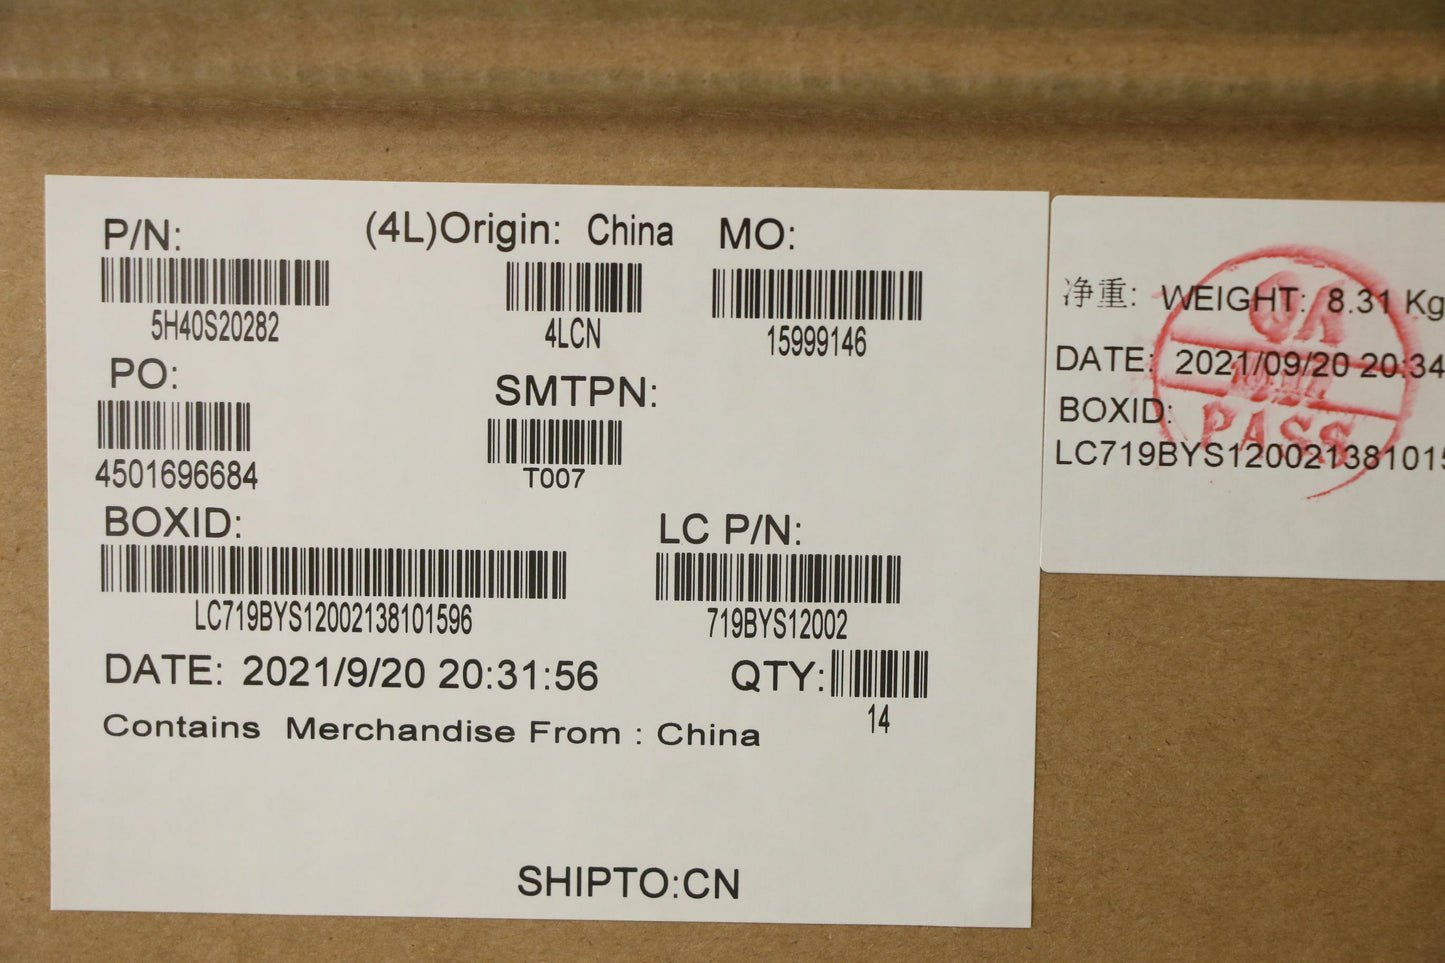 P/N:
5H40S20282
(4L)Origin: China
4LCN
MO:
15999146
PO:
4501696684
SMTPN:
T007
BOXID:
LC719BYS12002138101596
LC P/N:
719BYS12002
DATE: 2021/9/20 20:31:56
QTY:
14
Contains Merchandise From : China
SHIPTO:CN
净重: WEIGHT: 8.31 Kg
DATE: 2021/09/20 20:34
BOXID:
LC719BYS120021381015
QA
PASS